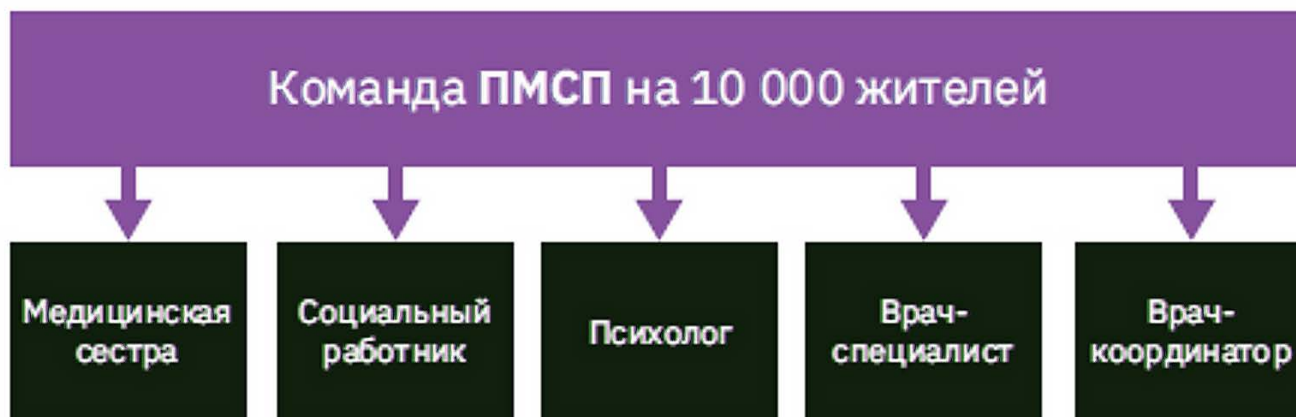 Команда ПМСП на 10 000 жителей
Медицинская
сестра
Социальный
работник
Психолог
Врач-
специалист
Врач-
координатор